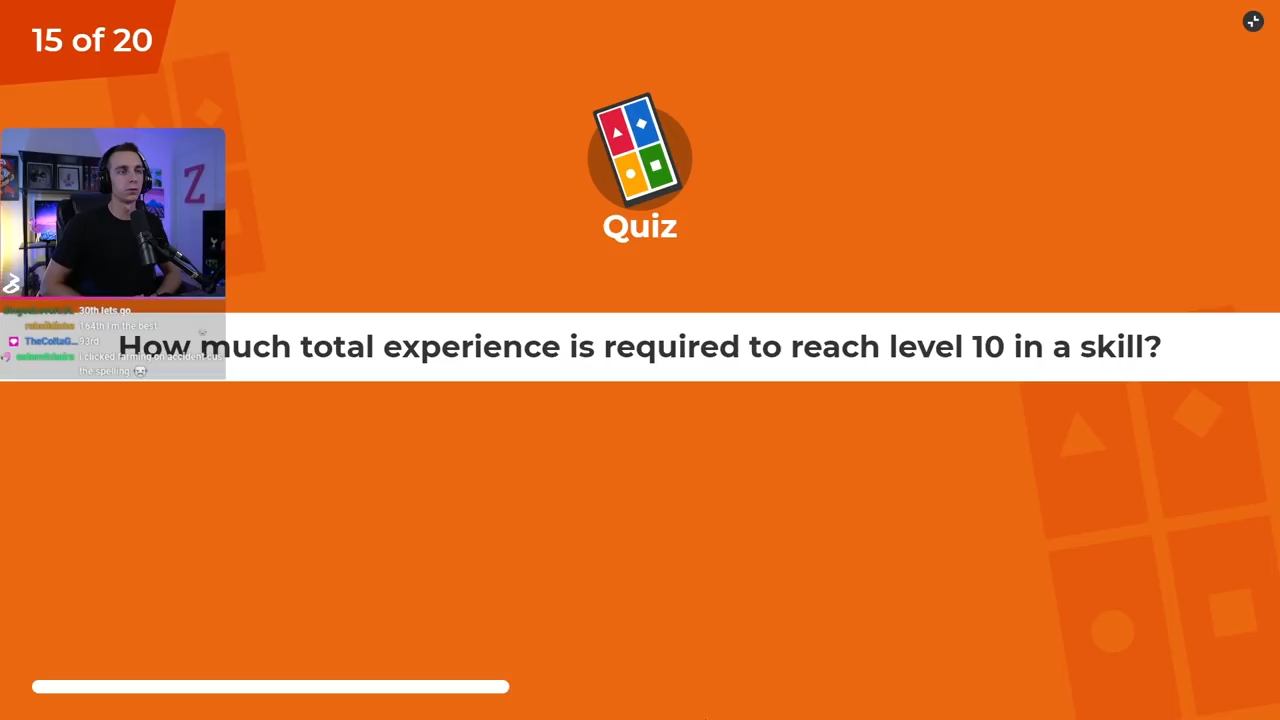 15 of 20
Quiz
30th lets go
164th I'm the best
TheColtaG... 93rd
How much total experience is required to reach level 10 in a skill?
i clicked farming on accident cus
the spelling
Z